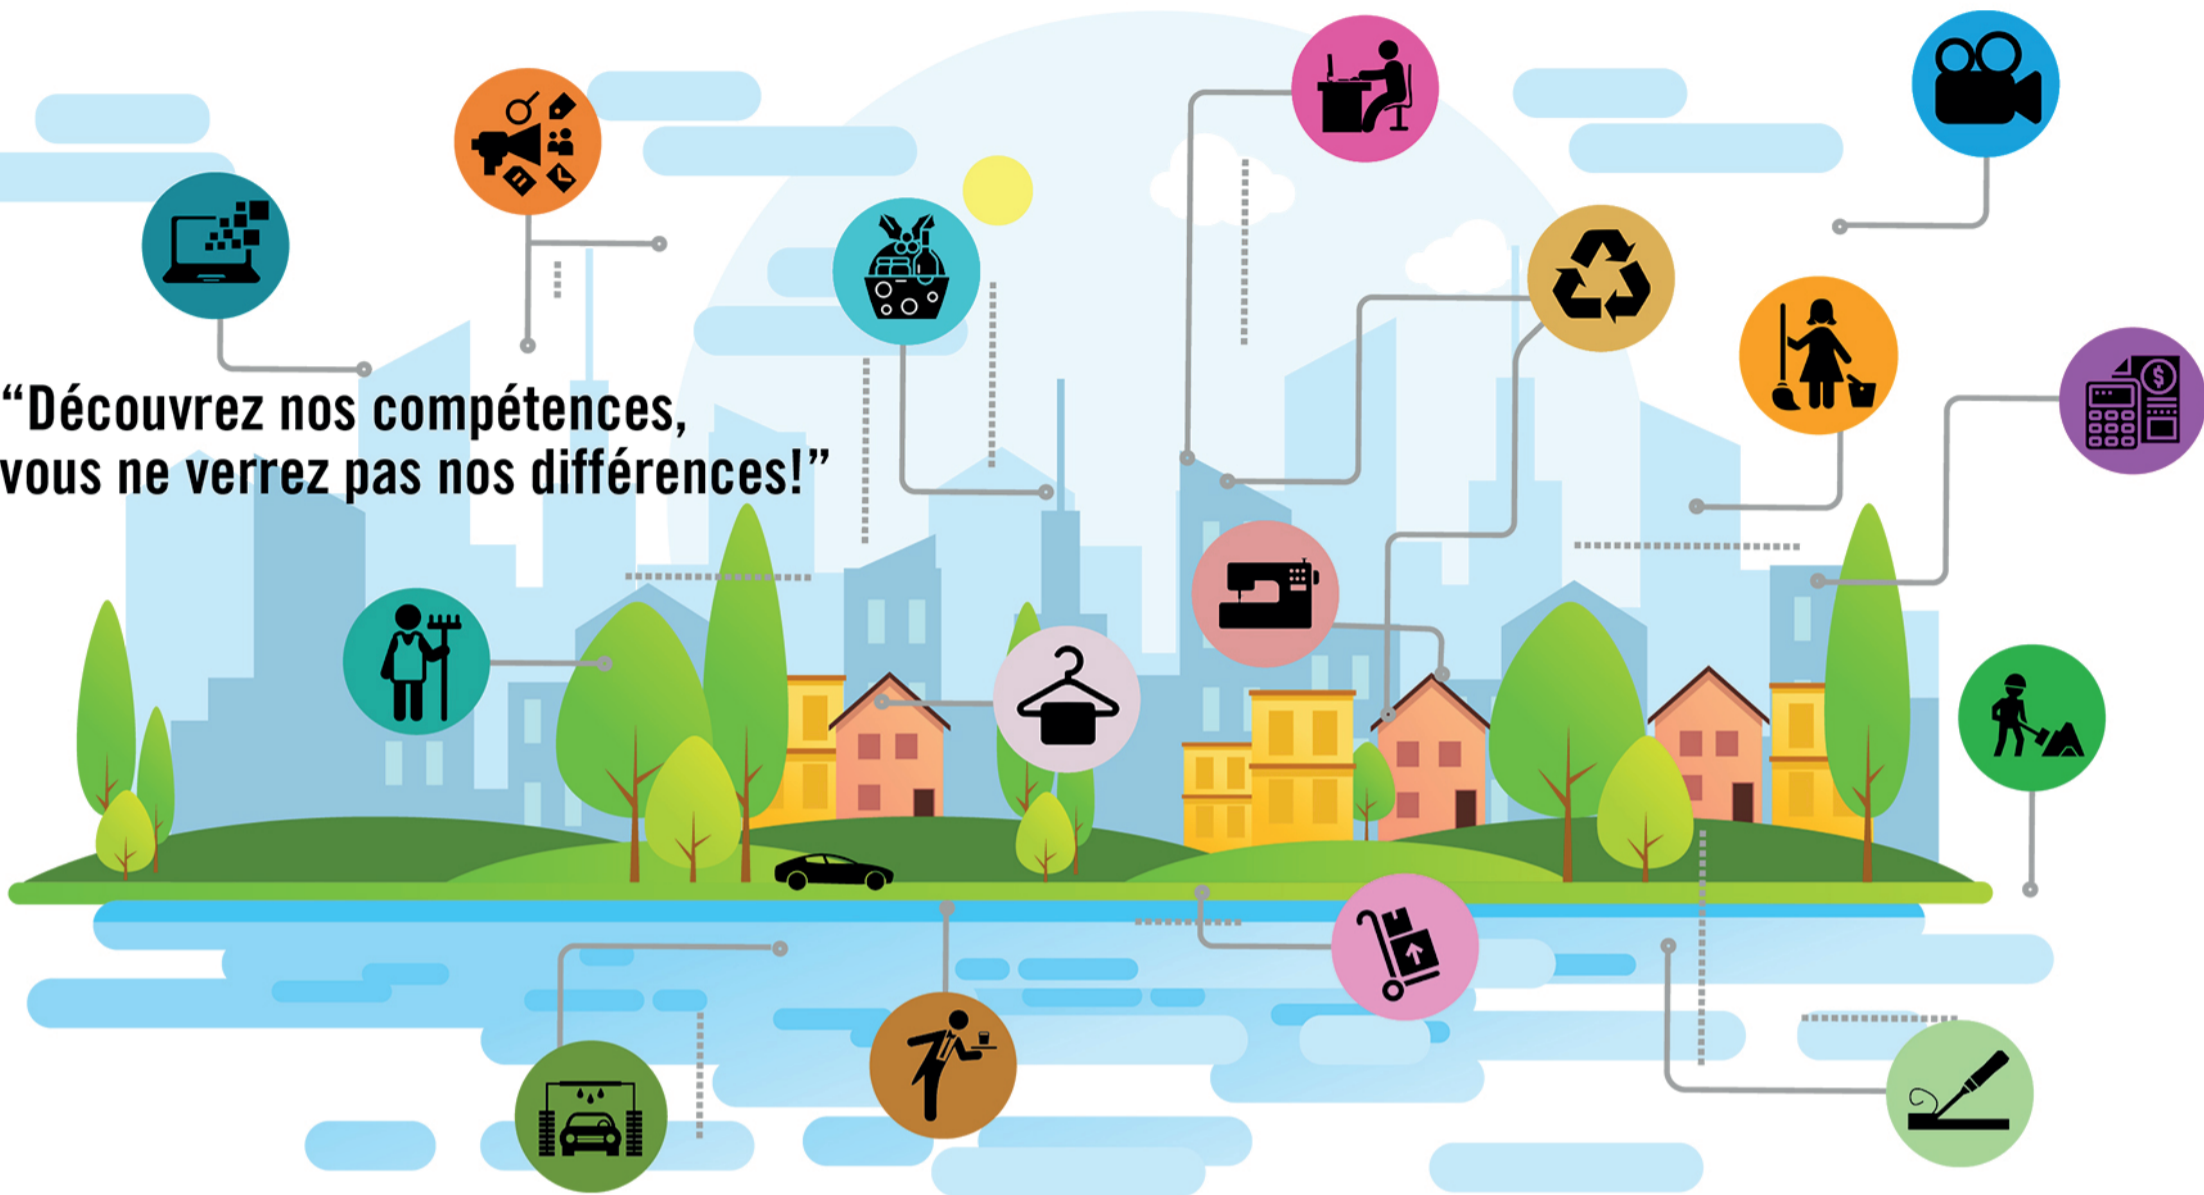 “Découvrez nos compétences,
vous ne verrez pas nos différences!”